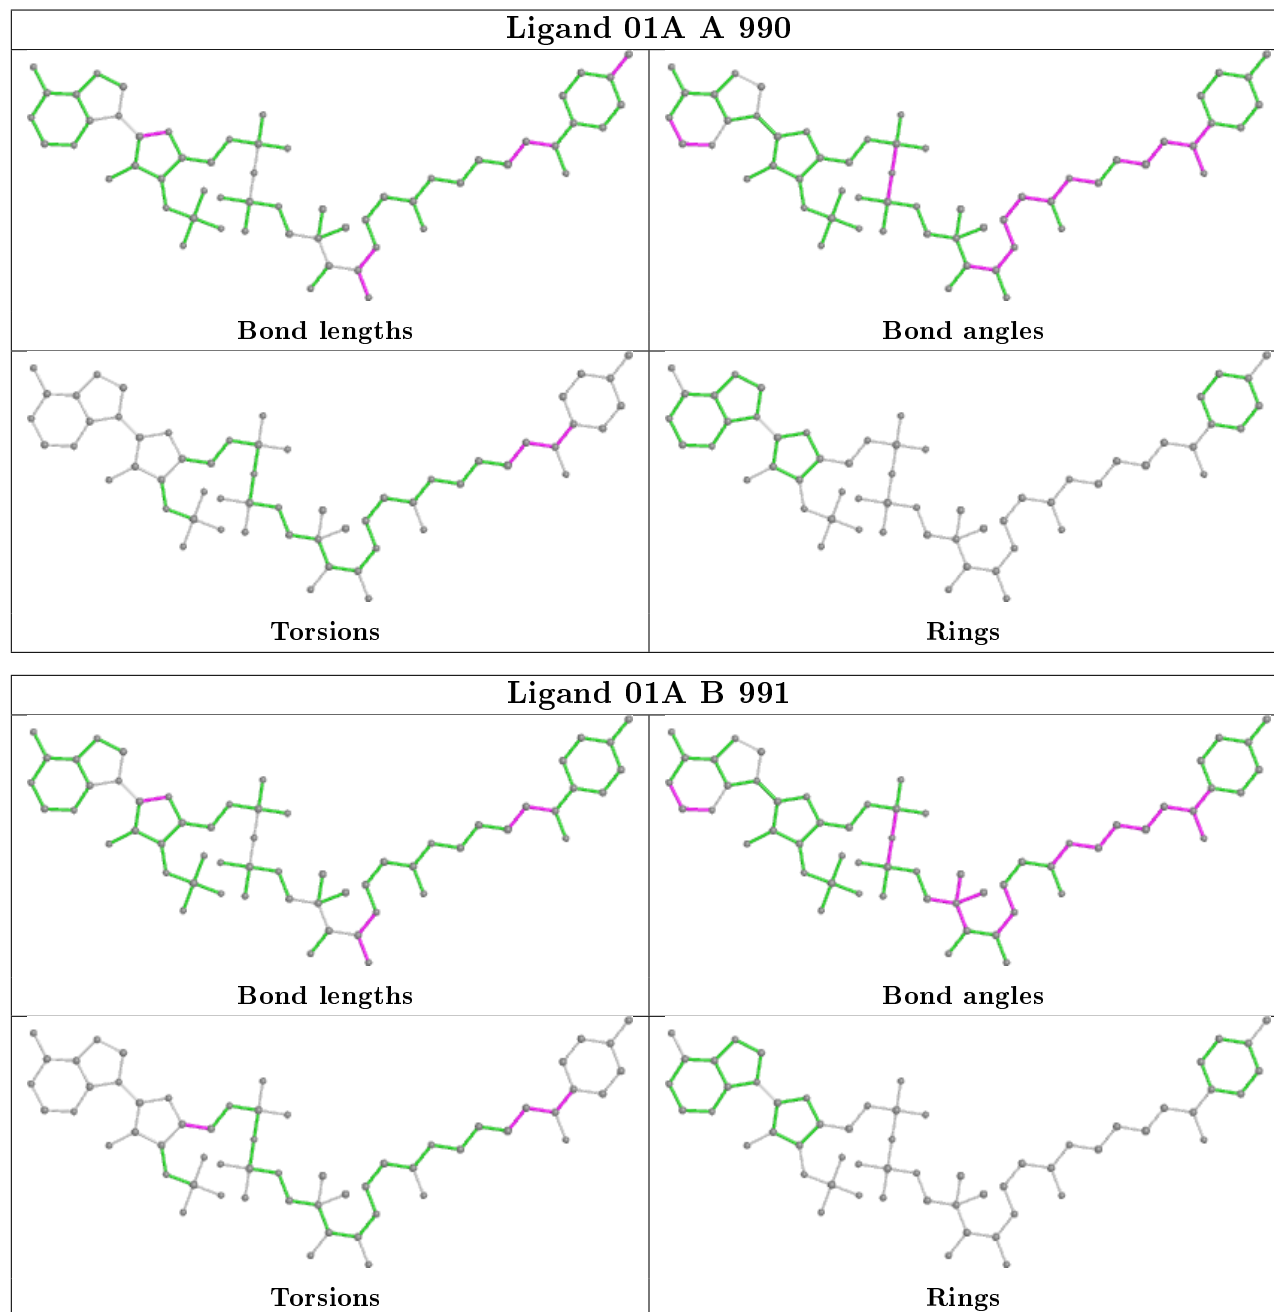 Ligand 01A A 990
Bond lengths
Bond angles
Torsions
Rings
Ligand 01A B 991
Bond lengths
Bond angles
Torsions
Rings